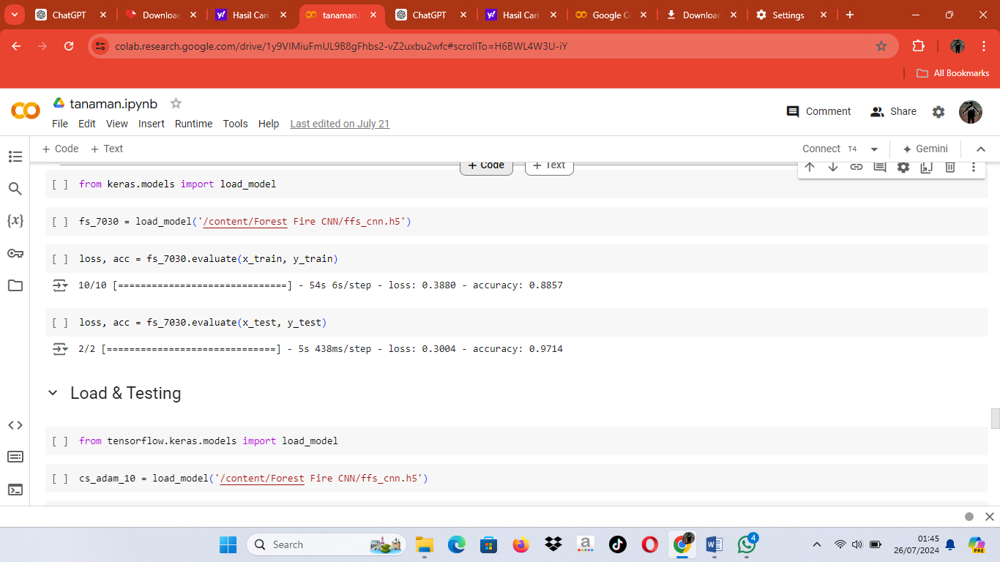 ChatGPT
Download
Hasil Cari
tanaman.i
ChatGPT
Hasil Cari
Google Co
Download
Settings
colab.research.google.com/drive/1y9VIMiuFmUL9B8gFhbs2-vZ2uxbu2wfc#scrollTo=H6BWL4W3U-iY
All Bookmarks
tanaman.ipynb
Comment
Share
File Edit View Insert Runtime Tools Help Last edited on July 21
+ Code + Text
Connect T4
Gemini
+ Code + Text
[ ] from keras.models import load_model
[ ] fs_7030 = load_model('/content/Forest Fire CNN/ffs_cnn.h5')
[ ] loss, acc = fs_7030.evaluate(x_train, y_train)
10/10 [==============================] - 54s 6s/step - loss: 0.3880 - accuracy: 0.8857
[ ] loss, acc = fs_7030.evaluate(x_test, y_test)
2/2 [==============================] - 5s 438ms/step - loss: 0.3004 - accuracy: 0.9714
Load & Testing
[ ] from tensorflow.keras.models import load_model
[ ] cs_adam_10 = load_model('/content/Forest Fire CNN/ffs_cnn.h5')
Search
4
01:45
26/07/2024
PRE